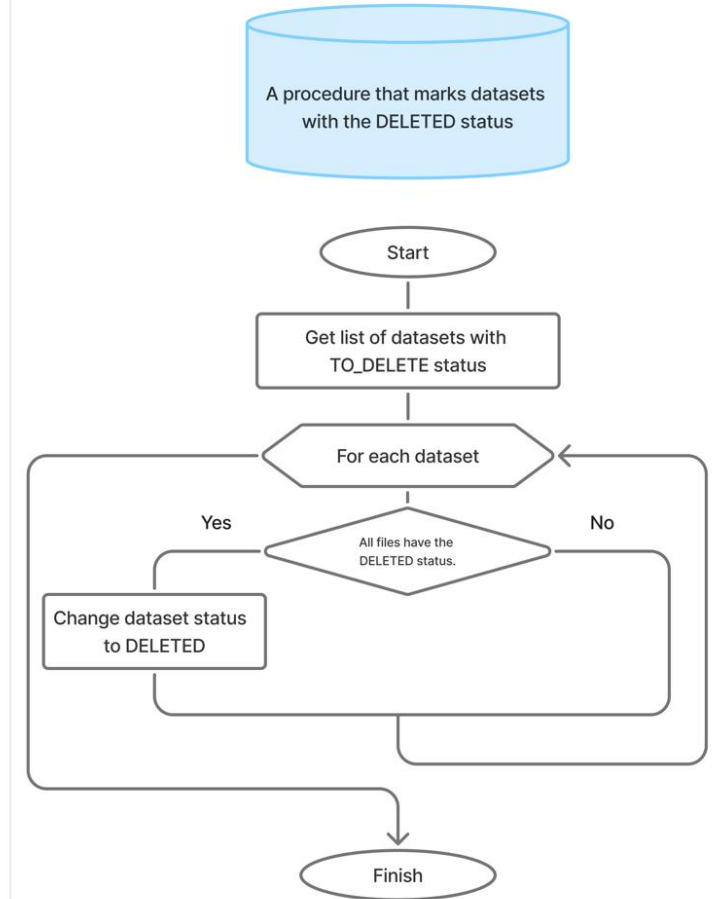 A procedure that marks datasets
with the DELETED status
Start
Get list of datasets with
TO_DELETE status
For each dataset
Yes
No
All files have the
DELETED status.
Change dataset status
to DELETED
Finish